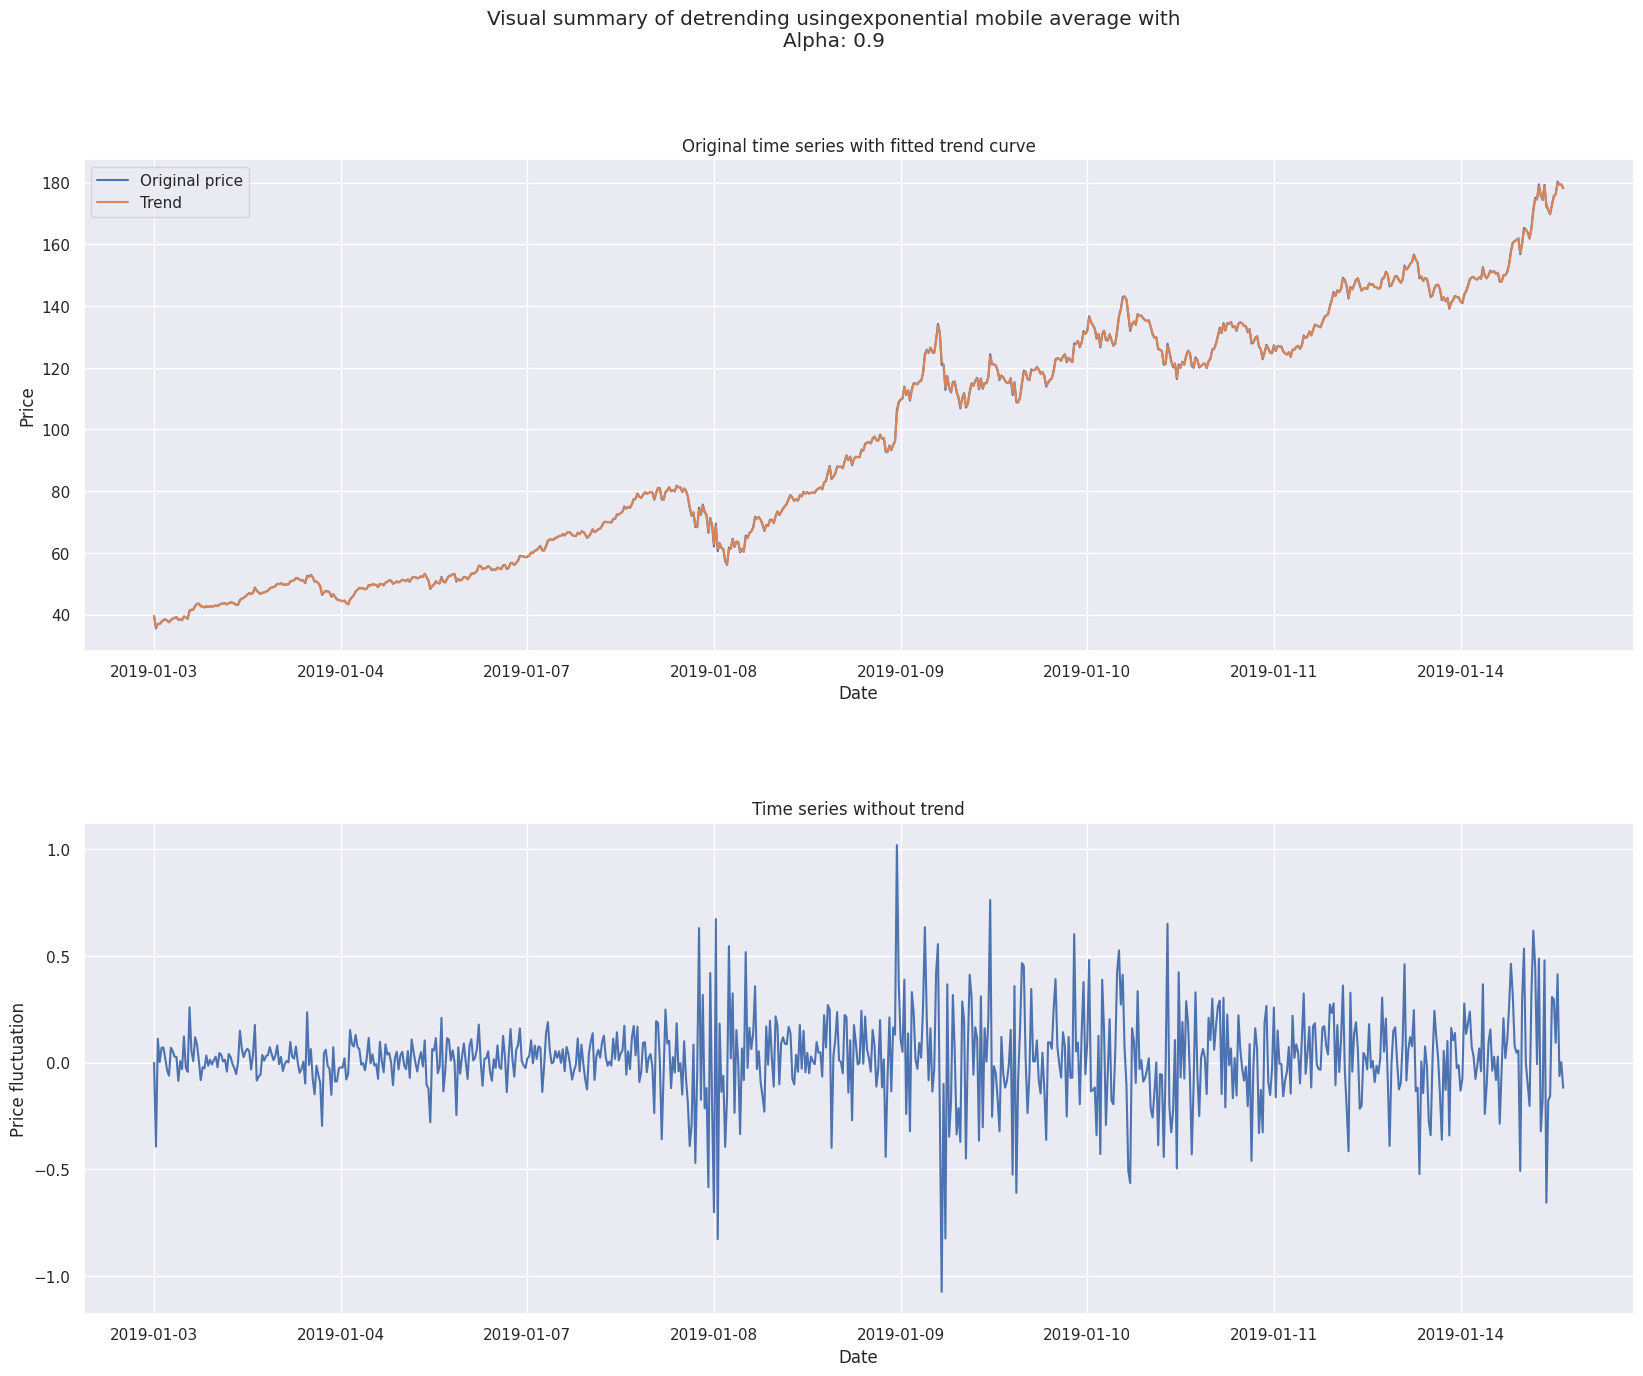 Visual summary of detrending usingexponential mobile average with
Alpha: 0.9
Original time series with fitted trend curve
Original price
Trend
180
160
140
120
100
80
60
40
Price
2019-01-03 2019-01-04 2019-01-07 2019-01-08 2019-01-09 2019-01-10 2019-01-11 2019-01-14
Date
Time series without trend
1.0
0.5
0.0
−0.5
−1.0
Price fluctuation
2019-01-03 2019-01-04 2019-01-07 2019-01-08 2019-01-09 2019-01-10 2019-01-11 2019-01-14
Date